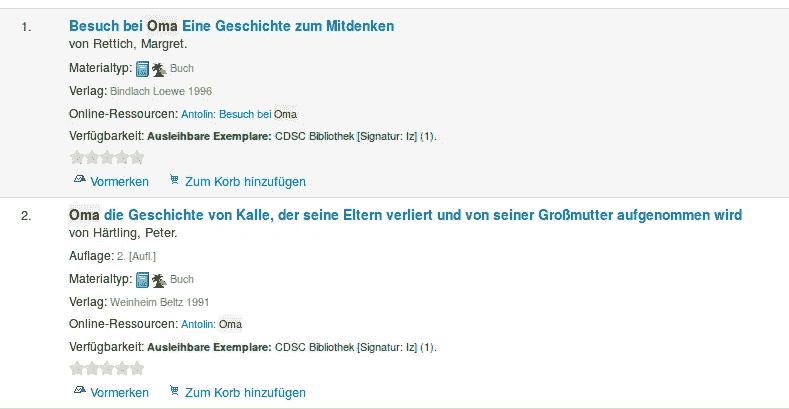 1. Besuch bei Oma Eine Geschichte zum Mitdenken
von Rettich, Margret.
Materialtyp: Buch
Verlag: Bindlach Loewe 1996
Online-Ressourcen: Antolin: Besuch bei Oma
Verfügbarkeit: Ausleihbare Exemplare: CDSC Bibliothek [Signatur: Iz] (1).
Vormerken Zum Korb hinzufügen
2. Oma die Geschichte von Kalle, der seine Eltern verliert und von seiner Großmutter aufgenommen wird
von Härtling, Peter.
Auflage: 2. [Aufl.]
Materialtyp: Buch
Verlag: Weinheim Beltz 1991
Online-Ressourcen: Antolin: Oma
Verfügbarkeit: Ausleihbare Exemplare: CDSC Bibliothek [Signatur: Iz] (1).
Vormerken Zum Korb hinzufügen